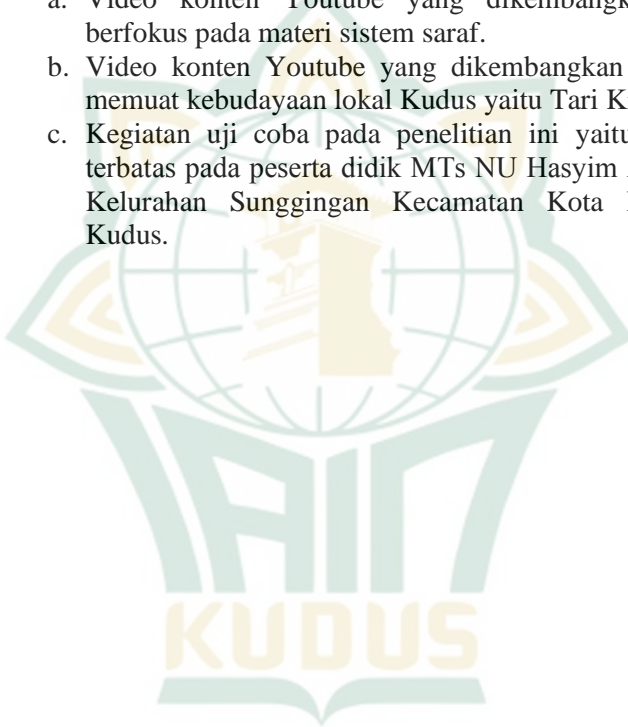 a. Video konten Youtube yang
berfokus pada materi sistem saraf.
b. Video konten Youtube yang dikembangkan
memuat kebudayaan lokal Kudus yaitu Tari
c. Kegiatan uji coba pada penelitian ini yaitu
terbatas pada peserta didik MTs NU Hasyim
Kelurahan Sunggingan Kecamatan Kota
Kudus.
IAIN
KUDUS